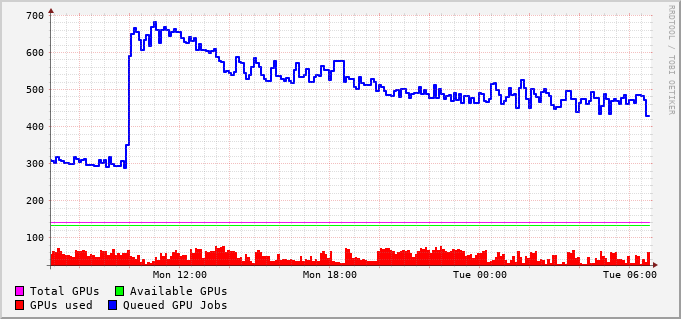 700
600
500
400
300
200
100
Mon 12:00 Mon 18:00 Tue 00:00 Tue 06:00
Total GPUs Available GPUs
GPUs used Queued GPU Jobs
RRDTOOL / TOBI OETIKER